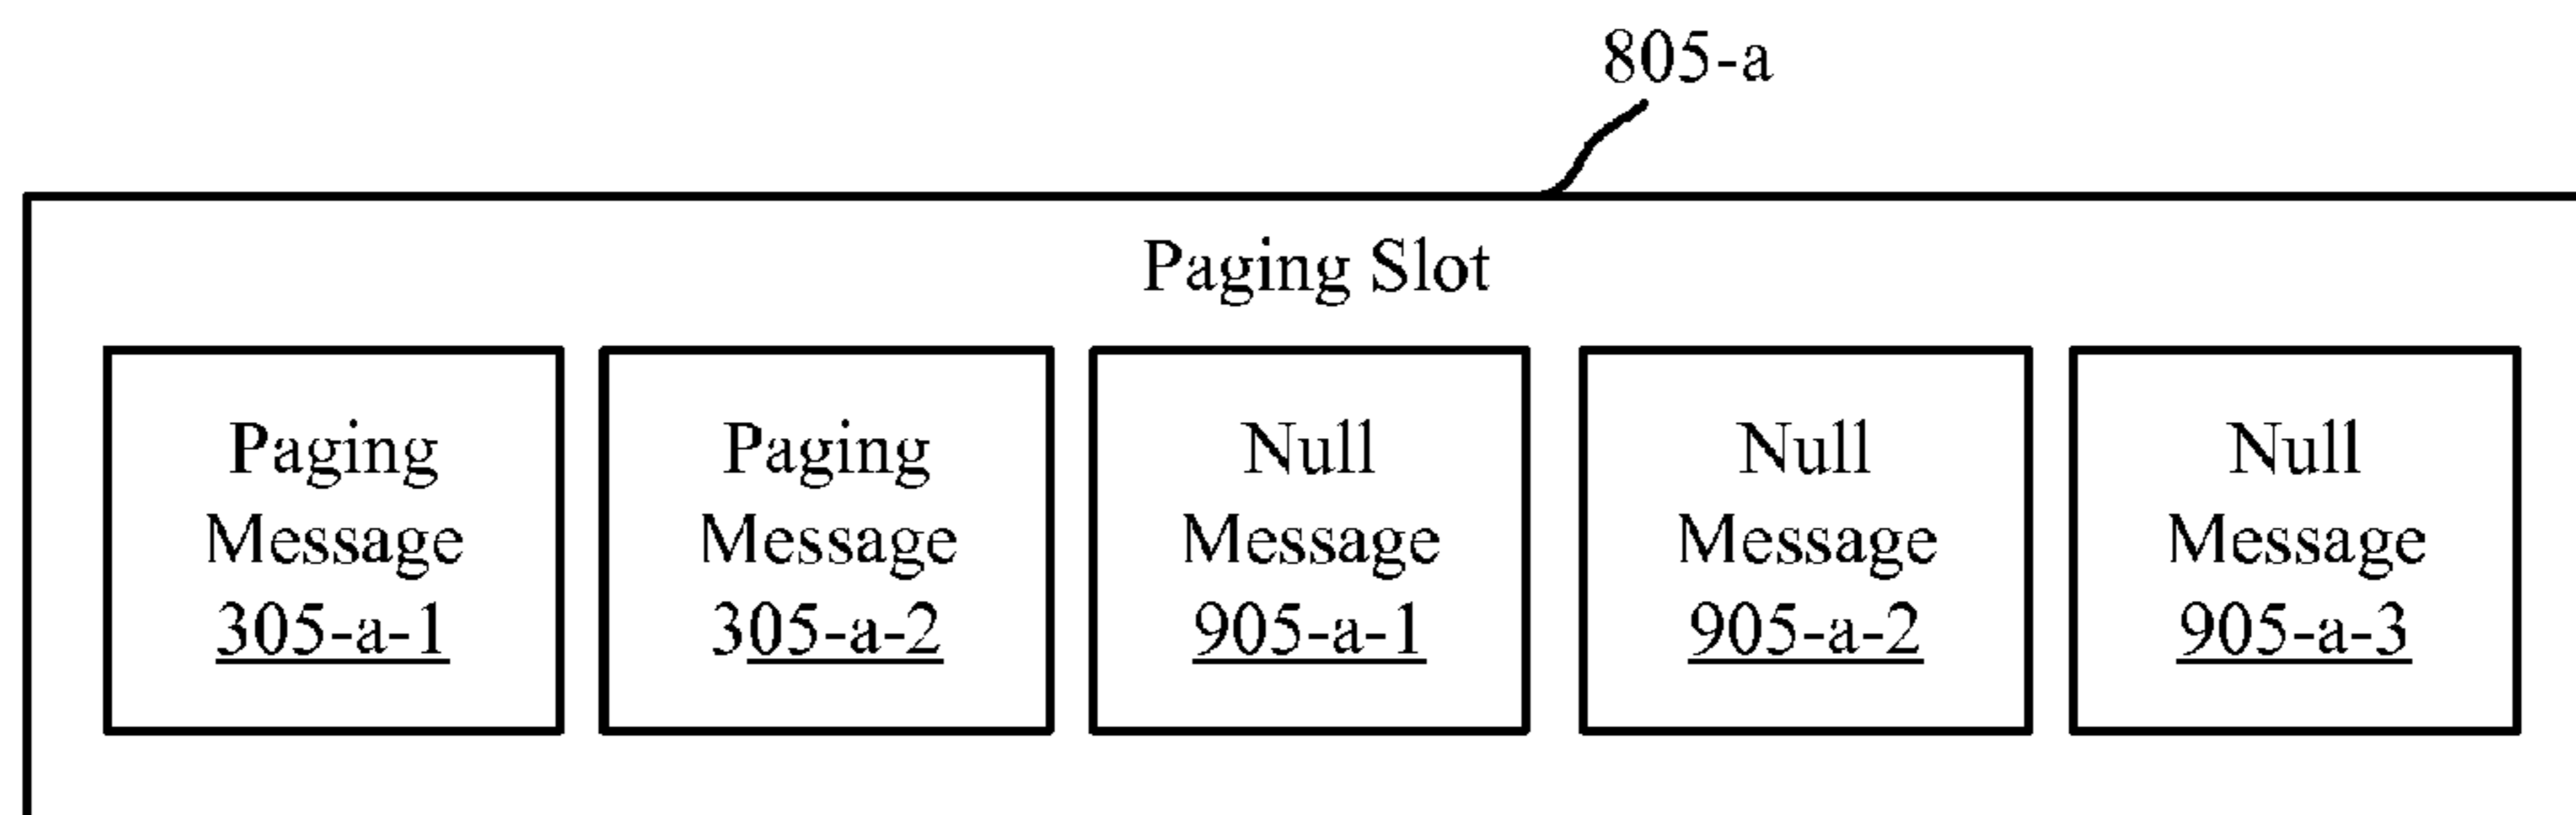 805-a
Paging Slot
Paging
Message
305-a-1
Paging
Message
305-a-2
Null
Message
905-a-1
Null
Message
905-a-2
Null
Message
905-a-3